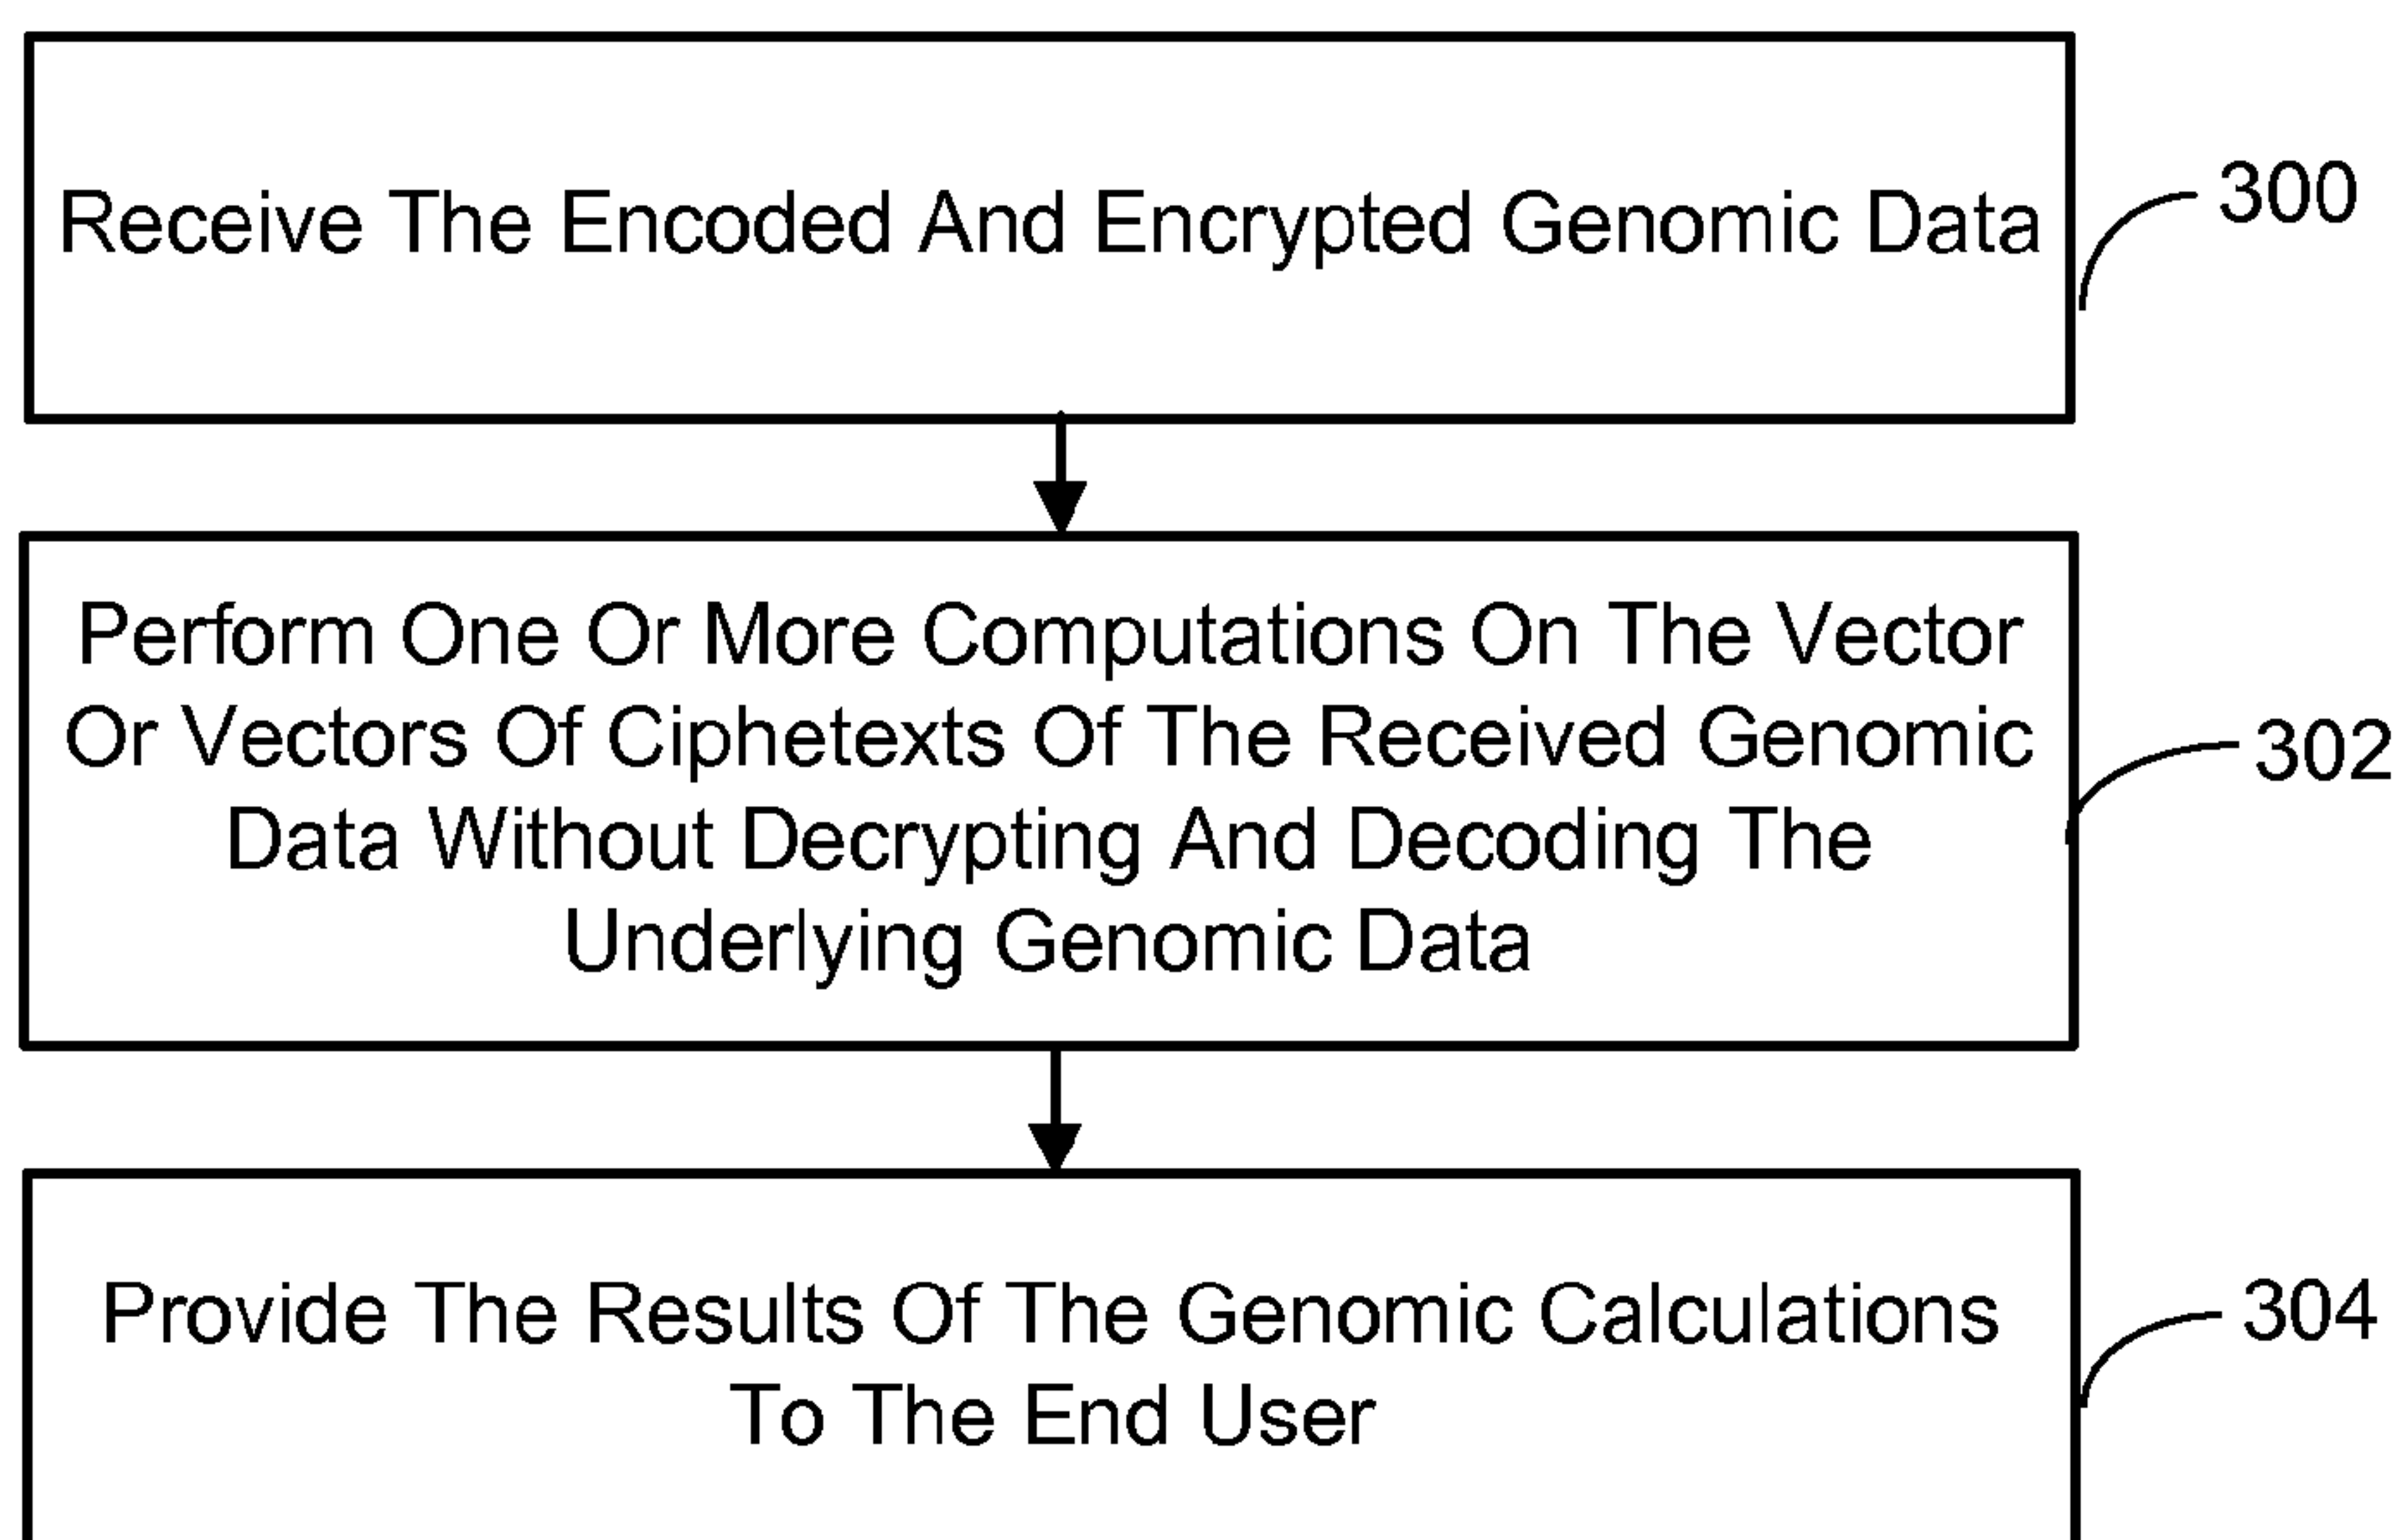 Receive The Encoded And Encrypted Genomic Data
300
Perform One Or More Computations On The Vector
Or Vectors Of Ciphetexts Of The Received Genomic
Data Without Decrypting And Decoding The
Underlying Genomic Data
302
Provide The Results Of The Genomic Calculations
To The End User
304